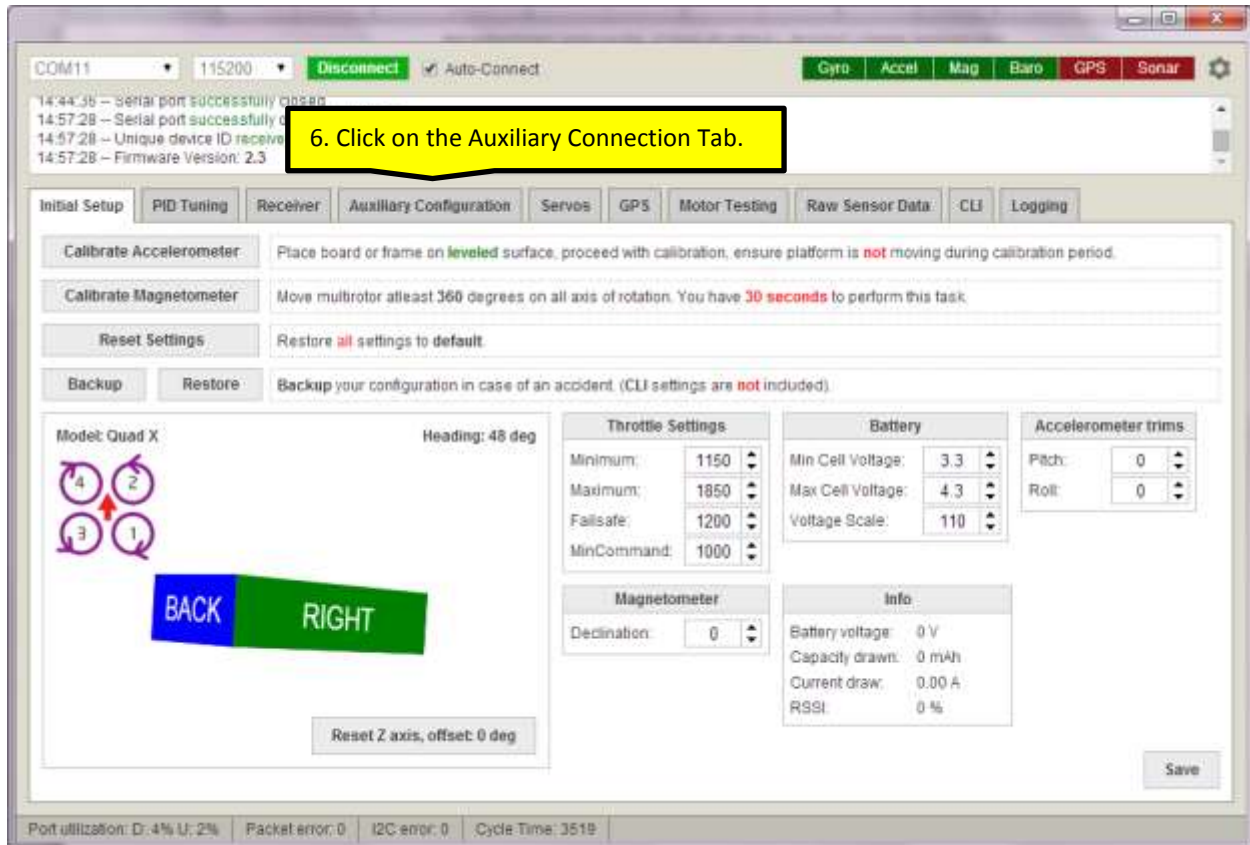 COM11 115200 Disconnect Auto-Connect Gyro Accel Mag Baro GPS Sonar
14:44:36 -- Serial port successfully closed
14:57:28 -- Serial port successfully
14:57:28 -- Unique device ID
14:57:28 -- Firmware Version: 2.3
6. Click on the Auxiliary Connection Tab.
Initial Setup PID Tuning Receiver Auxiliary Configuration Servos GPS Motor Testing Raw Sensor Data CLI Logging
Calibrate Accelerometer Place board or frame on leveled surface, proceed with calibration, ensure platform is not moving during calibration period.
Calibrate Magnetometer Move multirotor atleast 360 degrees on all axis of rotation. You have 30 seconds to perform this task.
Reset Settings Restore all settings to default.
Backup Restore Backup your configuration in case of an accident. (CLI settings are not included).
Model: Quad X Heading: 48 deg
4 2
3 1
BACK RIGHT
Reset Z axis, offset: 0 deg
Throttle Settings
Minimum: 1150
Maximum: 1850
Failsafe: 1200
MinCommand: 1000
Battery
Min Cell Voltage: 3.3
Max Cell Voltage: 4.3
Voltage Scale: 110
Accelerometer trims
Pitch: 0
Roll: 0
Magnetometer
Declination: 0
Info
Battery voltage: 0 V
Capacity drawn: 0 mAh
Current draw: 0.00 A
RSSI: 0 %
Save
Port utilization: D: 4% U: 2% Packet error: 0 I2C error: 0 Cycle Time: 3519